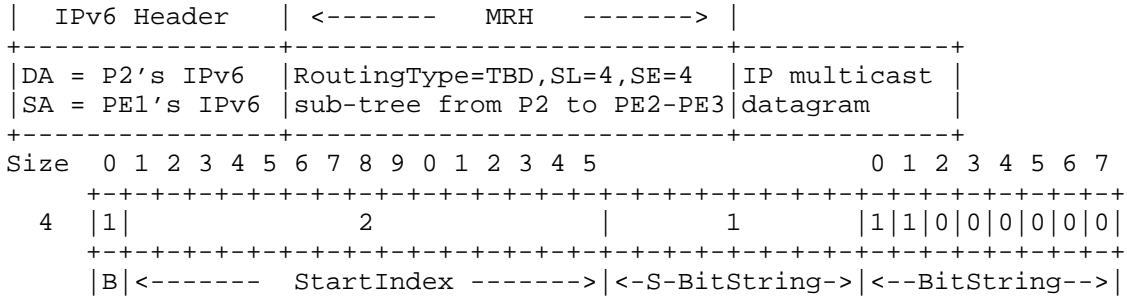 |  IPv6 Header   | <-------   MRH   -------> |
+----------------+---------------------------+--------------+
|DA = P2's IPv6  |RoutingType=TBD,SL=4,SE=4  |IP multicast  |
|SA = PE1's IPv6 |sub-tree from P2 to PE2-PE3|datagram      |
+----------------+---------------------------+--------------+
Size  0 1 2 3 4 5 6 7 8 9 0 1 2 3 4 5                 0 1 2 3 4 5 6 7
     +-+-+-+-+-+-+-+-+-+-+-+-+-+-+-+-+-+-+-+-+-+-+-+-+-+-+-+-+-+-+-+-+
  4  |1|              2              |       1       |1|1|0|0|0|0|0|0|
     +-+-+-+-+-+-+-+-+-+-+-+-+-+-+-+-+-+-+-+-+-+-+-+-+-+-+-+-+-+-+-+-+
     |B|<-------  StartIndex ------->|<-S-BitString->|<--BitString-->|